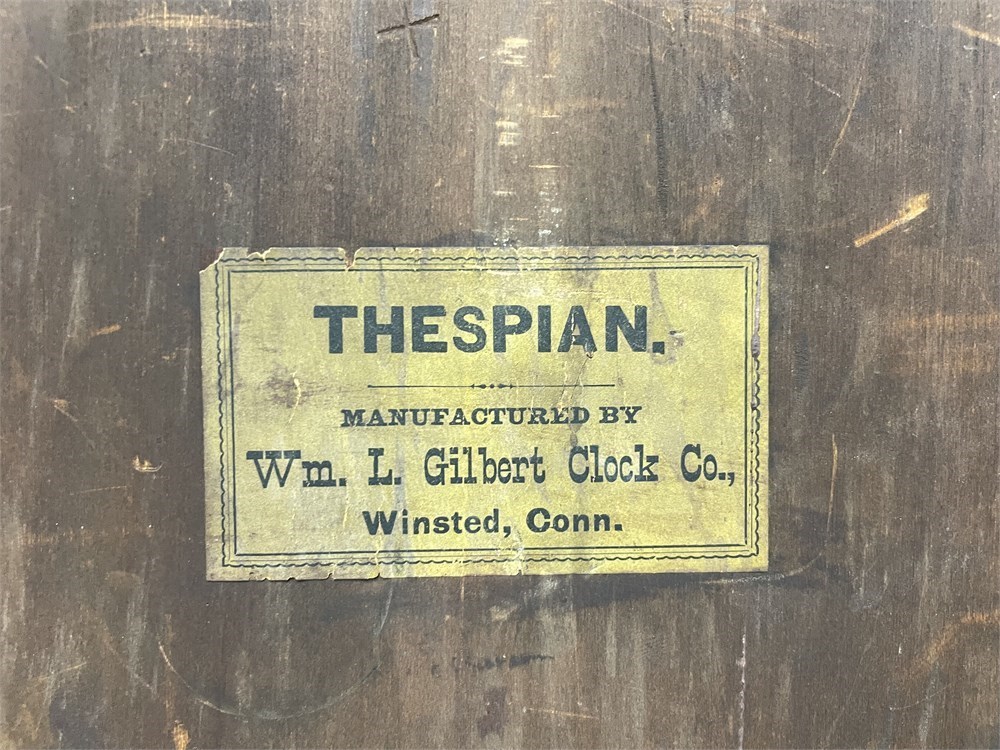 THESPIAN.
MANUFACTURED BY
Wm. L. Gilbert Clock Co.,
Winsted, Conn.